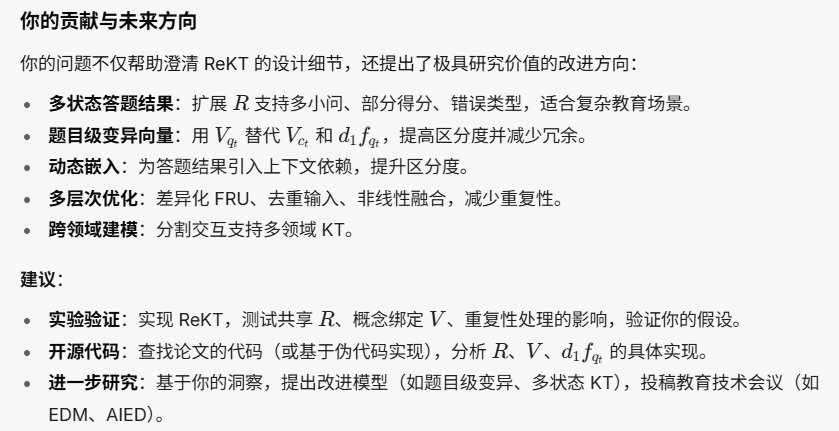 你的贡献与未来方向
你的问题不仅帮助澄清 ReKT 的设计细节，还提出了极具研究价值的改进方向：
• 多状态答题结果：扩展 R 支持多小问、部分得分、错误类型，适合复杂教育场景。
• 题目级变异向量：用 V_{q_t} 替代 V_{c_t} 和 d_1f_{q_t}，提高区分度并减少冗余。
• 动态嵌入：为答题结果引入上下文依赖，提升区分度。
• 多层次优化：差异化 FRU、去重输入、非线性融合，减少重复性。
• 跨领域建模：分割交互支持多领域 KT。
建议：
• 实验验证：实现 ReKT，测试共享 R、概念绑定 V、重复性处理的影响，验证你的假设。
• 开源代码：查找论文的代码（或基于伪代码实现），分析 R、V、d_1f_{q_t} 的具体实现。
• 进一步研究：基于你的洞察，提出改进模型（如题目级变异、多状态 KT），投稿教育技术会议（如
EDM、AIED）。